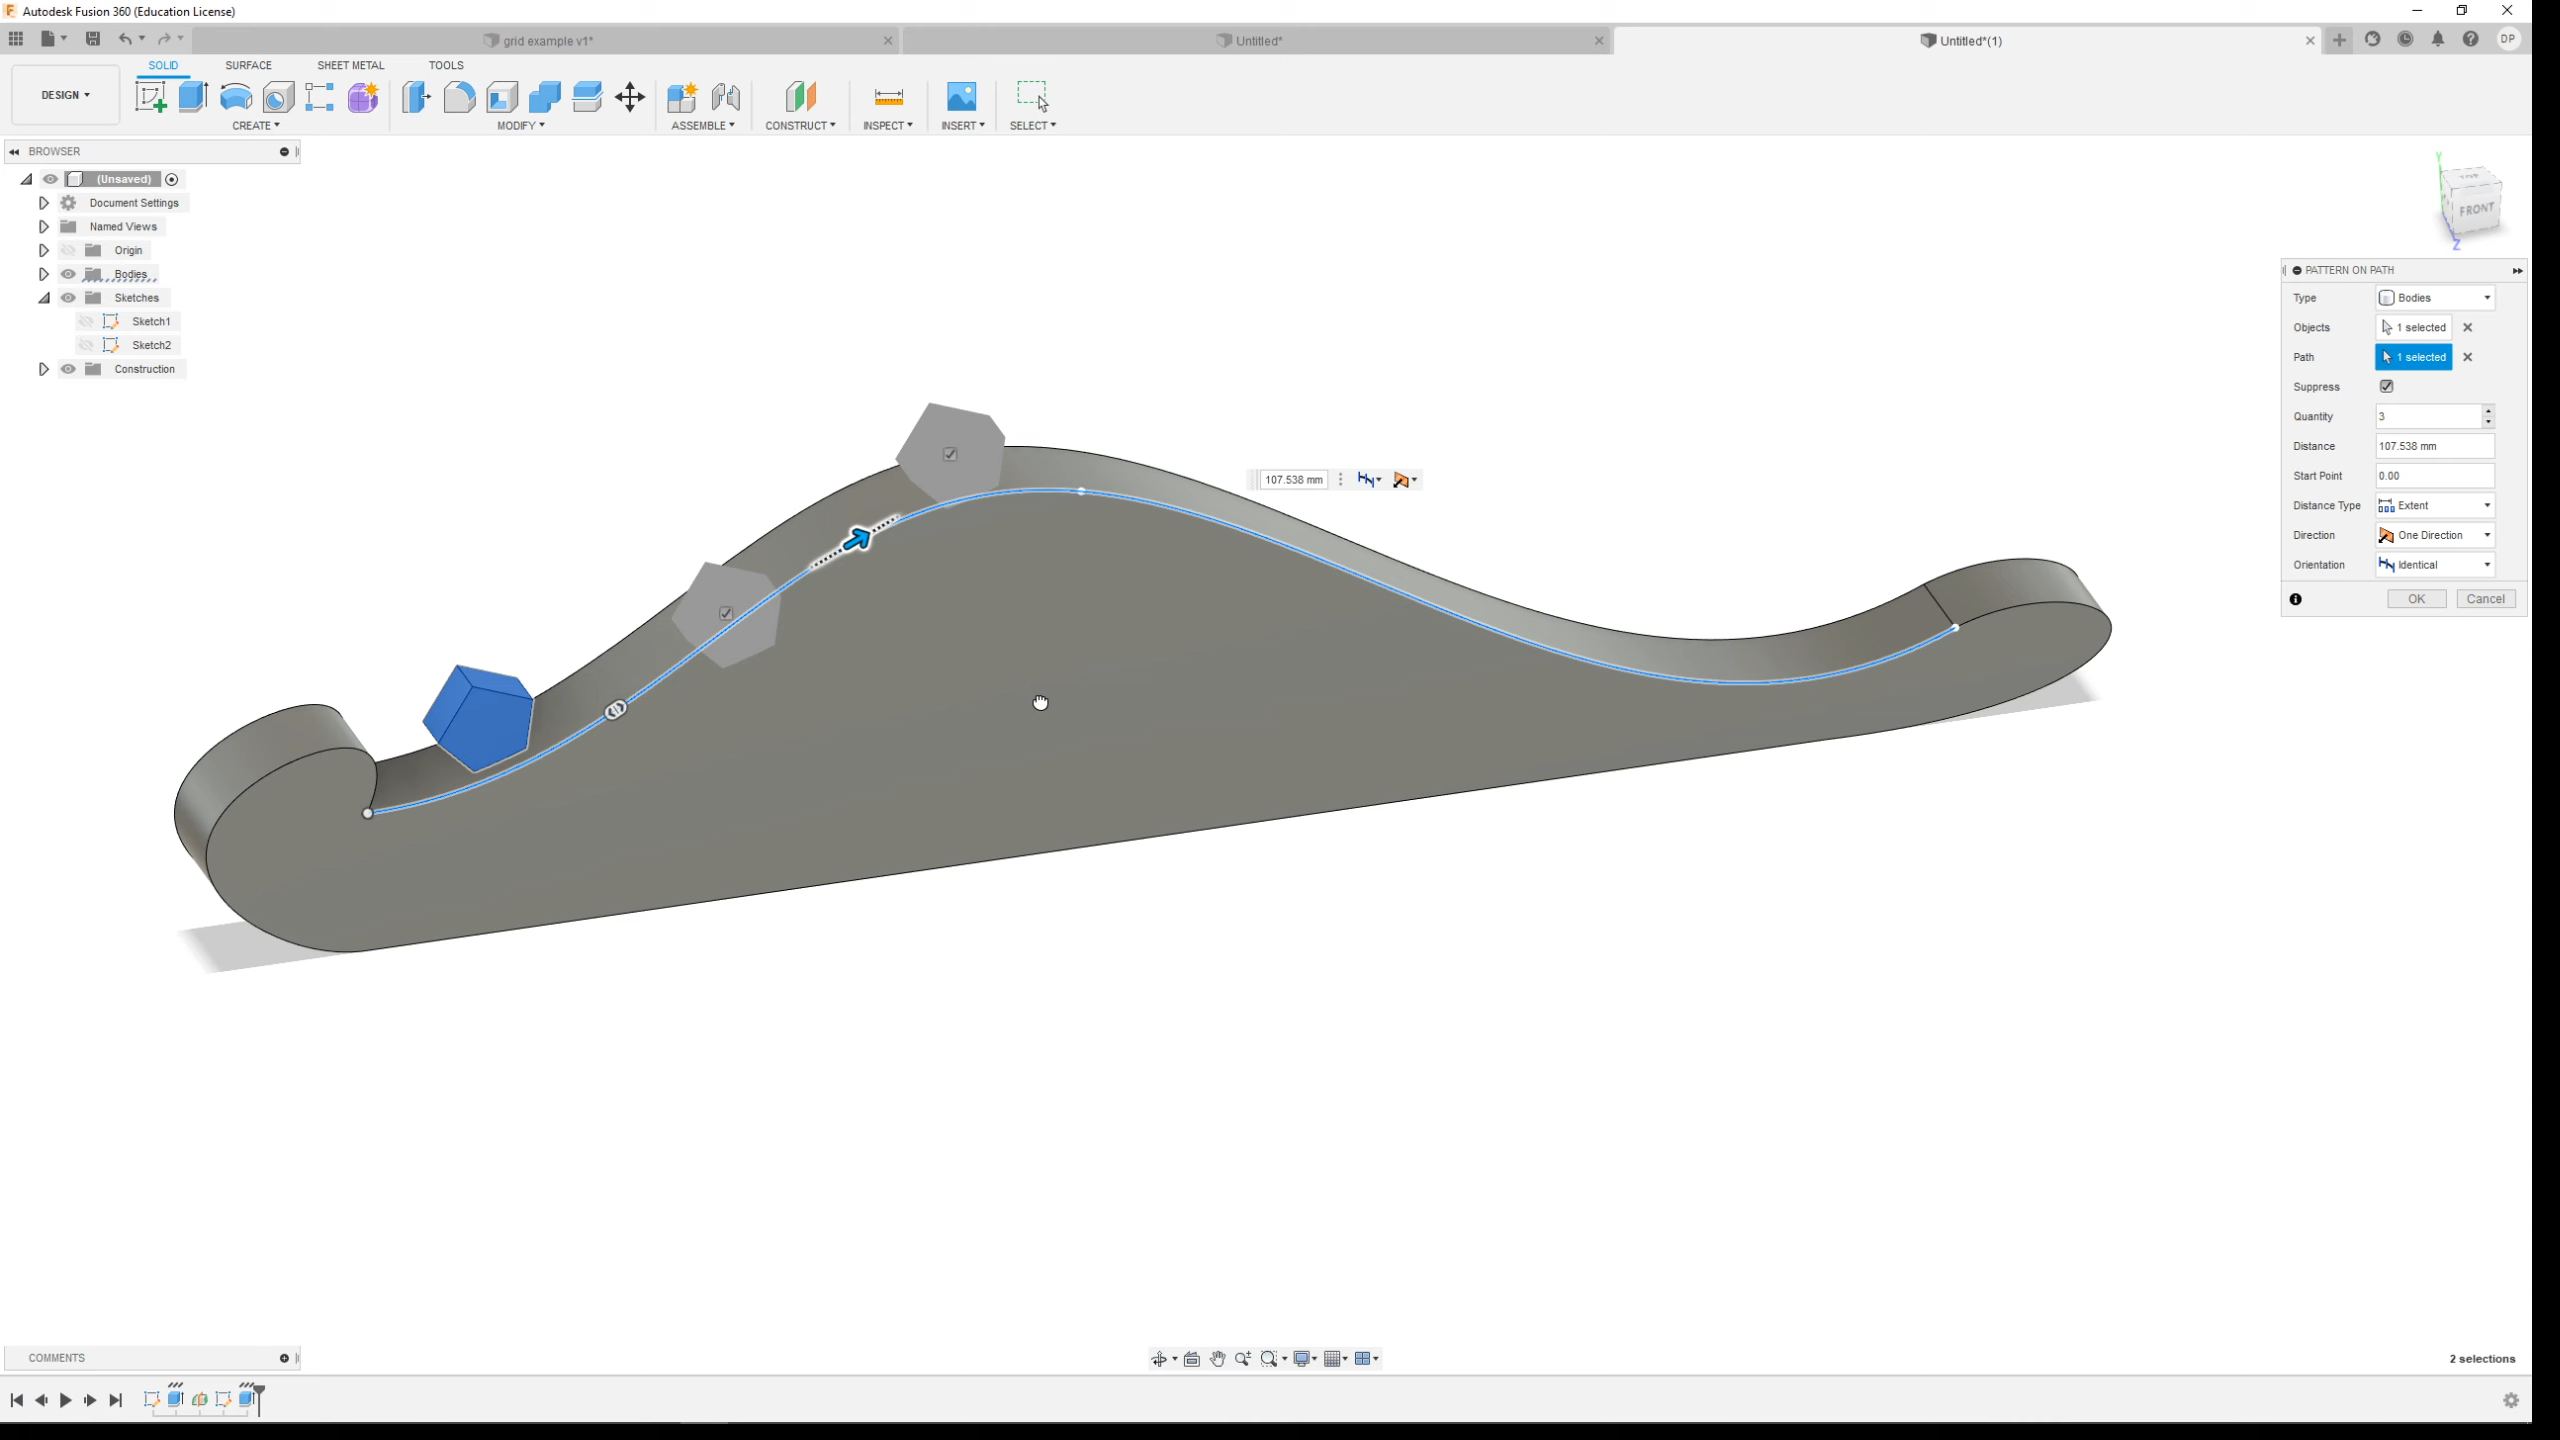 Autodesk Fusion 360 (Education License)
grid example v1*
Untitled*
Untitled*(1)
DP
DESIGN
SOLID
SURFACE
SHEET METAL
TOOLS
CREATE
MODIFY
ASSEMBLE
CONSTRUCT
INSPECT
INSERT
SELECT
BROWSER
(Unsaved)
Document Settings
Named Views
Origin
Bodies
Sketches
Sketch1
Sketch2
Construction
Y
TOP
FRONT
Z
107.538 mm
PATTERN ON PATH
Type Bodies
Objects 1 selected
Path 1 selected
Suppress
Quantity 3
Distance 107.538 mm
Start Point 0.00
Distance Type Extent
Direction One Direction
Orientation Identical
OK Cancel
COMMENTS
2 selections